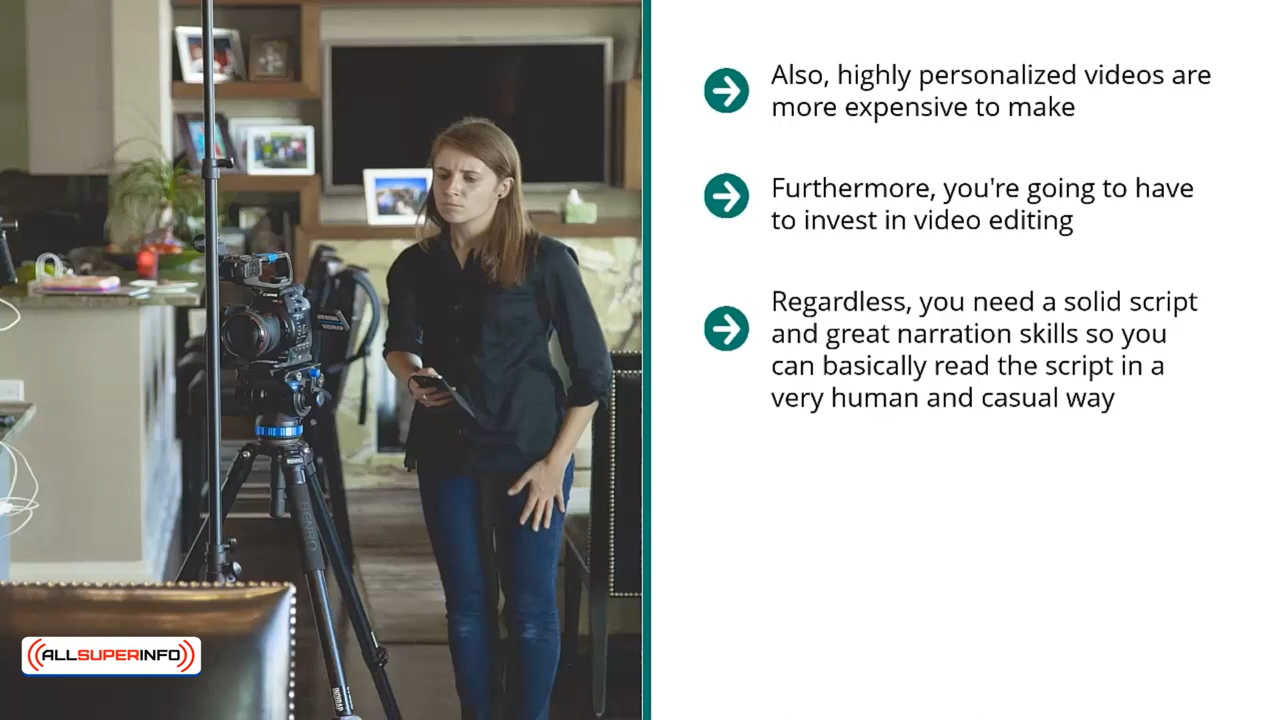 Also, highly personalized videos are
more expensive to make
Furthermore, you're going to have
to invest in video editing
Regardless, you need a solid script
and great narration skills so you
can basically read the script in a
very human and casual way
BENRO
((ALLSUPERINFO))